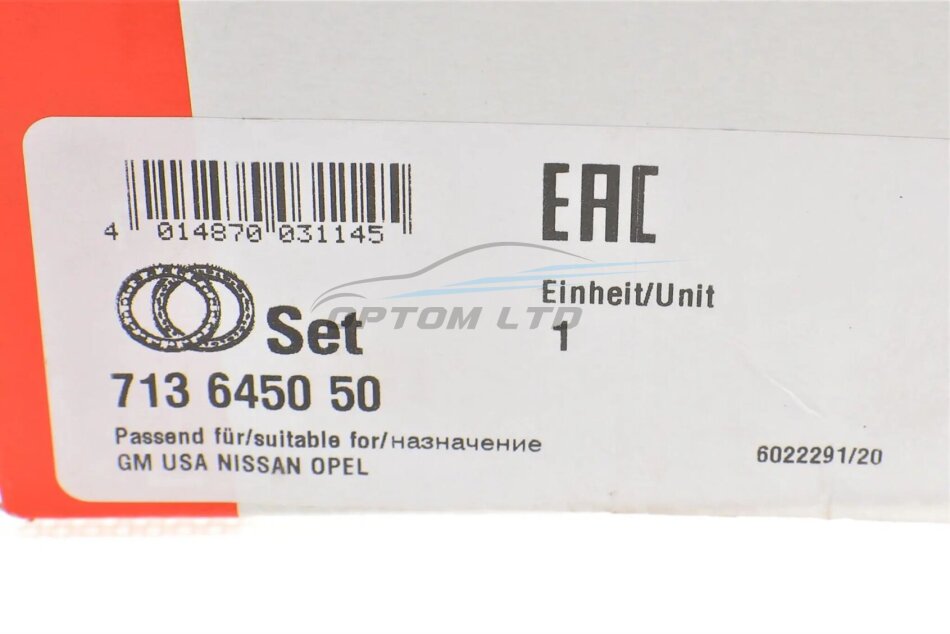 EAC
4 014870 031145
Einheit/Unit
1
Set
713 6450 50
Passend für/suitable for/назначение
GM USA NISSAN OPEL
6022291/20
OPTOM LTD